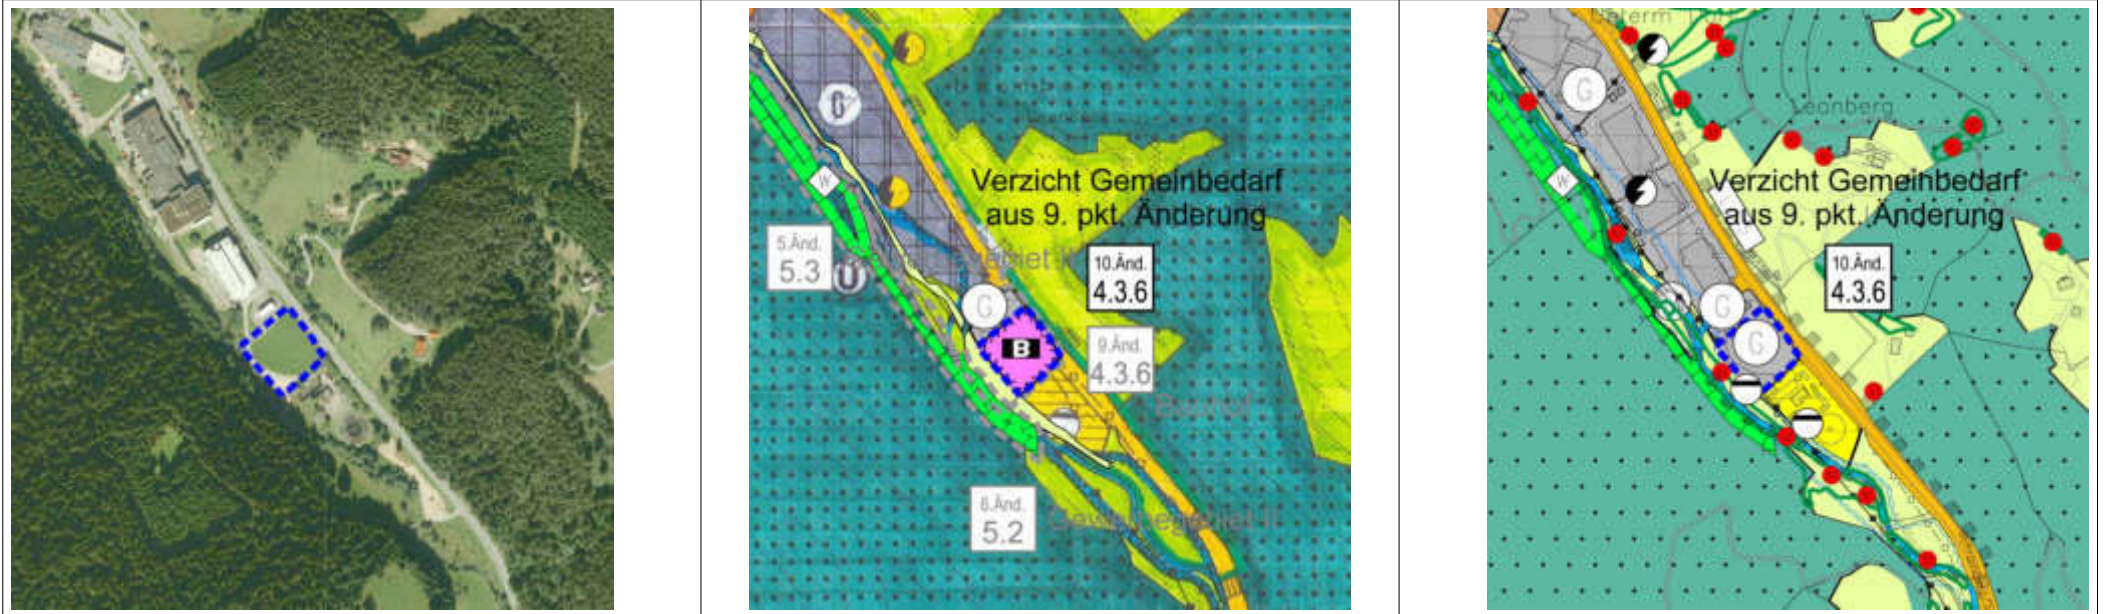 G
W
Verzicht Gemeinbedarf
aus 9. pkt. Änderung
5.Änd.
5.3
U
10.Änd.
4.3.6
G
B
9.Änd.
4.3.6
6.Änd.
5.2
G
Leonberg
W
Verzicht Gemeinbedarf
aus 9. pkt. Änderung
10.Änd.
4.3.6
G
G